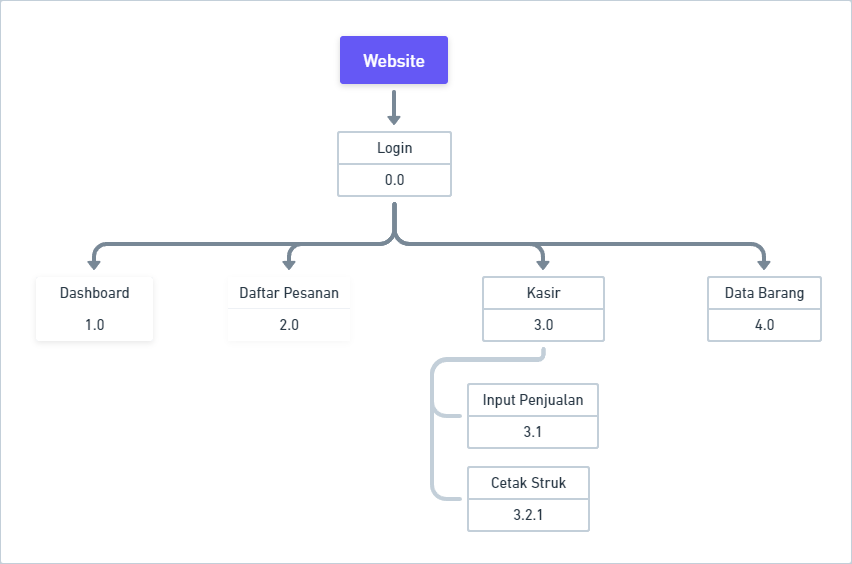 Website
Login
0.0
Dashboard
1.0
Daftar Pesanan
2.0
Kasir
3.0
Data Barang
4.0
Input Penjualan
3.1
Cetak Struk
3.2.1